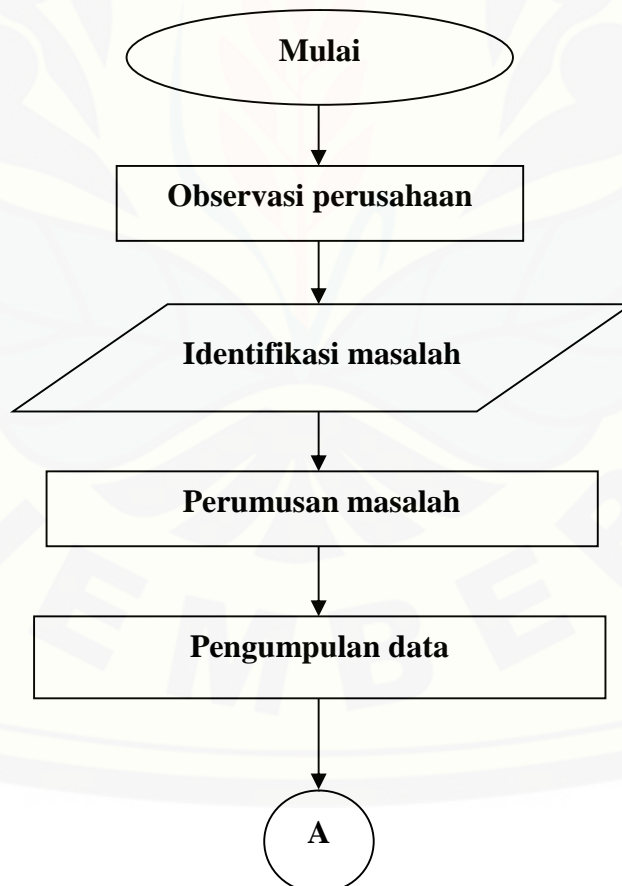 Mulai
Observasi perusahaan
Identifikasi masalah
Perumusan masalah
Pengumpulan data
A